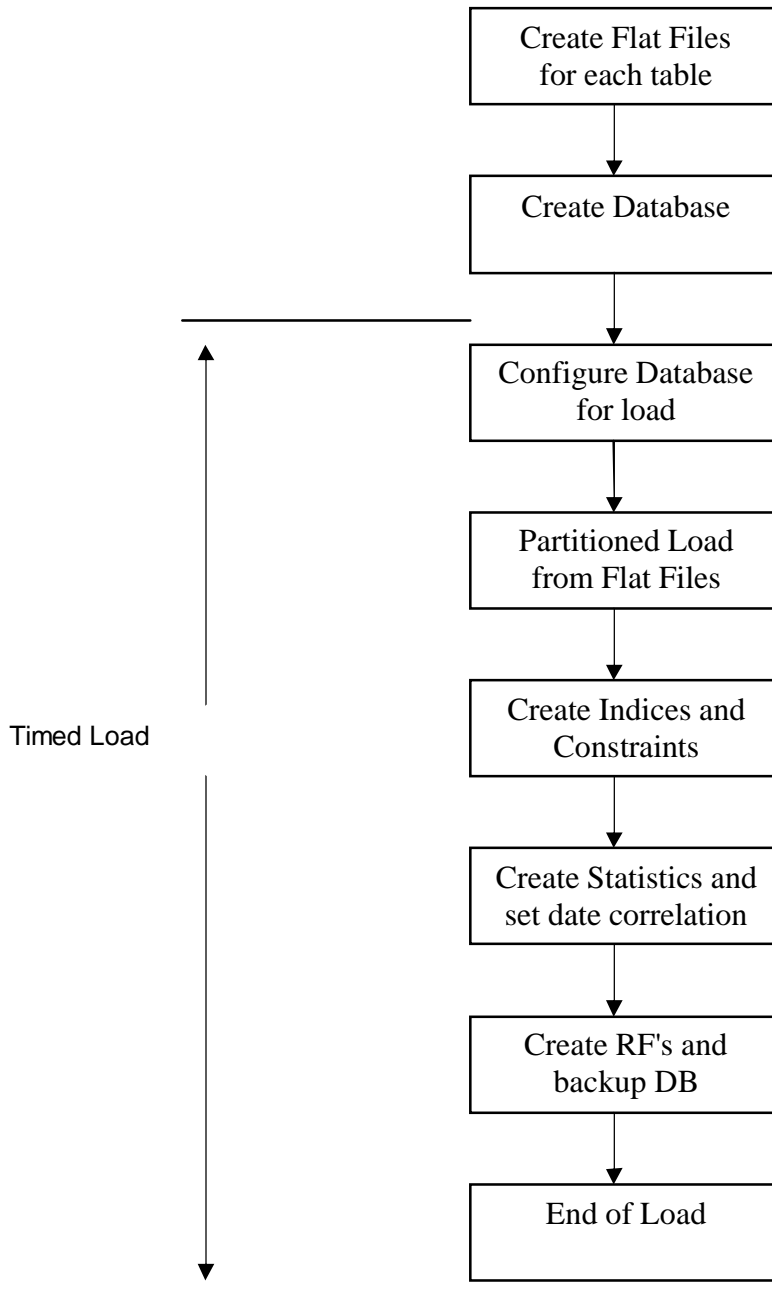 Create Flat Files
for each table
Create Database
Configure Database
for load
Partitioned Load
from Flat Files
Create Indices and
Constraints
Timed Load
Create Statistics and
set date correlation
Create RF's and
backup DB
End of Load